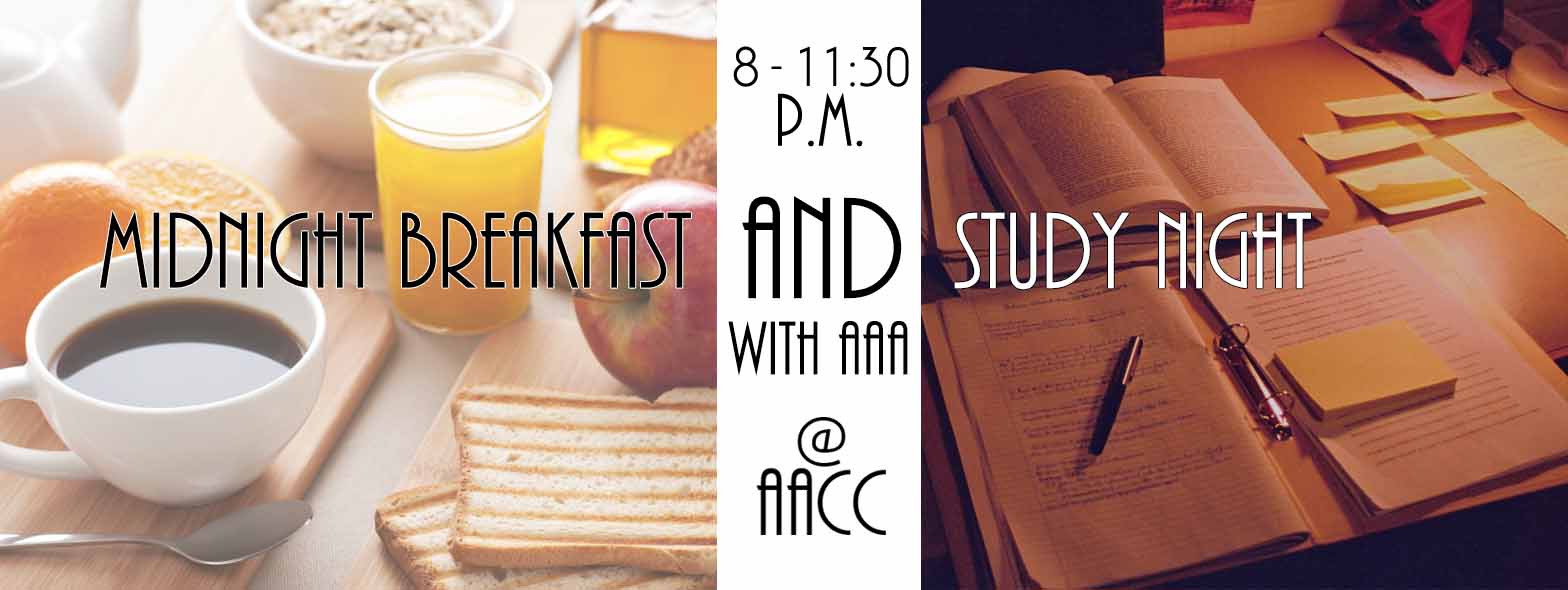 8 - 11:30
P.M.
MIDNIGHT BREAKFAST AND STUDY NIGHT
WITH AAA
@
AACC